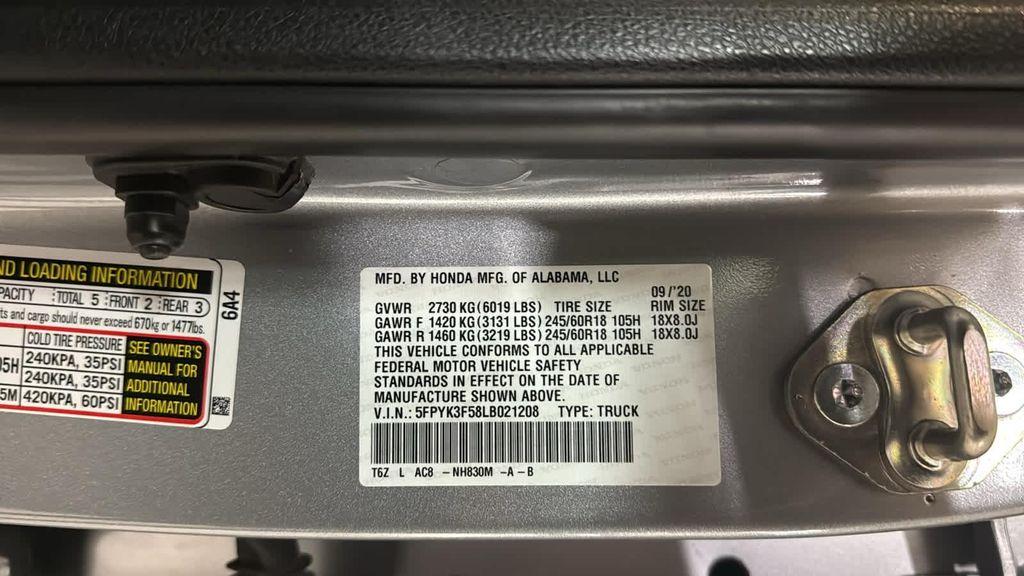 ND LOADING INFORMATION
PACITY :TOTAL 5 :FRONT 2 :REAR 3
ts and cargo should never exceed 670kg or 1477lbs.
COLD TIRE PRESSURE
05H 240KPA, 35PSI
240KPA, 35PSI
5M 420KPA, 60PSI
SEE OWNER'S
MANUAL FOR
ADDITIONAL
INFORMATION
6A4
MFD. BY HONDA MFG. OF ALABAMA, LLC
09/'20
GVWR 2730 KG(6019 LBS) TIRE SIZE RIM SIZE
GAWR F 1420 KG(3131 LBS) 245/60R18 105H 18X8.0J
GAWR R 1460 KG(3219 LBS) 245/60R18 105H 18X8.0J
THIS VEHICLE CONFORMS TO ALL APPLICABLE
FEDERAL MOTOR VEHICLE SAFETY
STANDARDS IN EFFECT ON THE DATE OF
MANUFACTURE SHOWN ABOVE.
V.I.N.: 5FPYK3F58LB021208 TYPE: TRUCK
T6Z L AC8 -NH830M -A -B